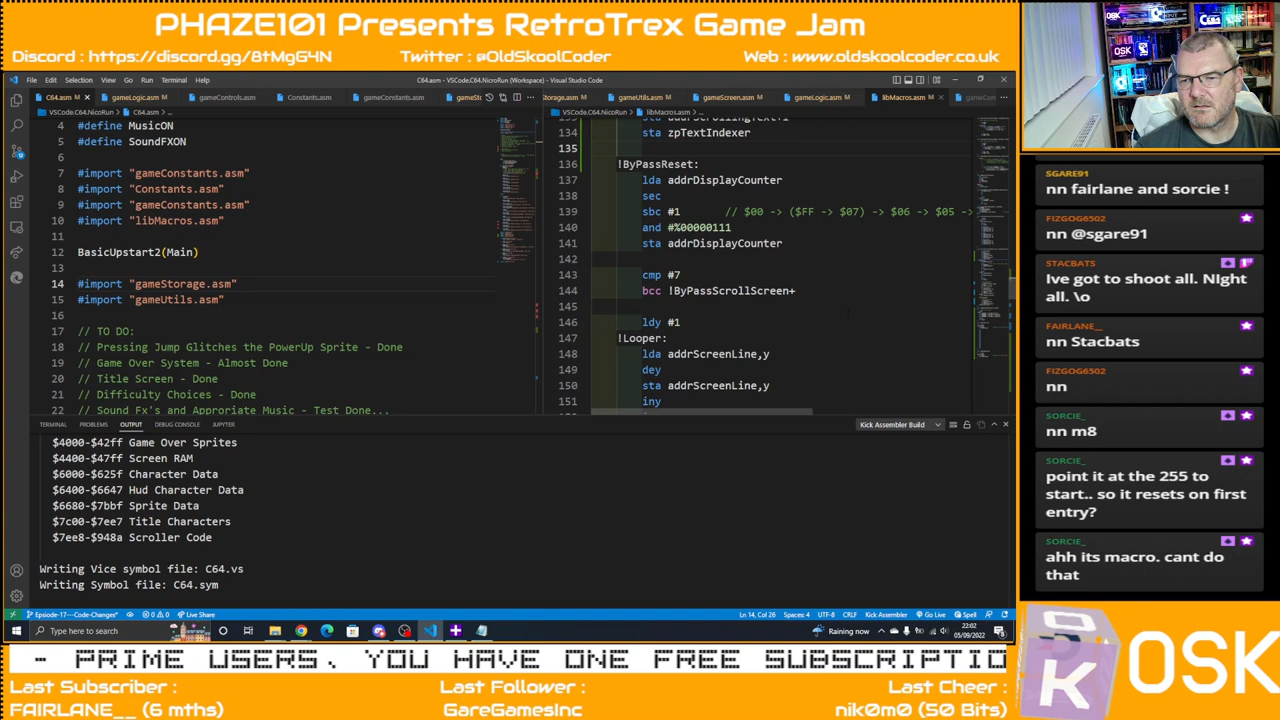 PHAZE101 Presents RetroTrex Game Jam
Discord : https://discord.gg/8tMgG4N
Twitter : @OldSkoolCoder
Web : www.oldskoolcoder.co.uk
File Edit Selection View Go Run Terminal Help
C64.asm - VSCode.C64.NicroRun (Workspace) - Visual Studio Code
C64.asm
gameLogic.asm
gameControls.asm
Constants.asm
gameConstants.asm
gameSto
Storage.asm
gameUtils.asm
gameScreen.asm
gameLogic.asm
libMacros.asm
gameCon
VSCode.C64.NicroRun > C64.asm > ...
4 #define MusicON
5 #define SoundFXON
6
7 #import "gameConstants.asm"
8 #import "Constants.asm"
9 #import "gameConstants.asm"
10 #import "libMacros.asm"
11
12 BasicUpstart2(Main)
13
14 #import "gameStorage.asm"
15 #import "gameUtils.asm"
16
17 // TO DO:
18 // Pressing Jump Glitches the PowerUp Sprite - Done
19 // Game Over System - Almost Done
20 // Title Screen - Done
21 // Difficulty Choices - Done
22 // Sound Fx's and Approriate Music - Test Done...
VSCode.C64.NicroRun > libMacros.asm > ...
134 sta zpTextIndexer
135
136 !ByPassReset:
137 lda addrDisplayCounter
138 sec
139 sbc #1 // $00 -> ($FF -> $07) -> $06 -> $05 ->
140 and #%00000111
141 sta addrDisplayCounter
142
143 cmp #7
144 bcc !ByPassScrollScreen+
145
146 ldy #1
147 !Looper:
148 lda addrScreenLine,y
149 dey
150 sta addrScreenLine,y
iny
TERMINAL PROBLEMS OUTPUT DEBUG CONSOLE JUPYTER
Kick Assembler Build
$4000-$42ff Game Over Sprites
$4400-$47ff Screen RAM
$6000-$625f Character Data
$6400-$6647 Hud Character Data
$6680-$7bbf Sprite Data
$7c00-$7ee7 Title Characters
$7ee8-$948a Scroller Code
Writing Vice symbol file: C64.vs
Writing Symbol file: C64.sym
Epsiode-17---Code-Changes* 0 0 Live Share
Ln 14, Col 26 Spaces: 4 UTF-8 CRLF Kick Assembler Go Live Spell
Type here to search
Raining now
22:02
05/09/2022
SGARE91
nn fairlane and sorcie !
FIZGOG6502
nn @sgare91
STACBATS
Ive got to shoot all. NIght
all. \o
FAIRLANE__
nn Stacbats
FIZGOG6502
nn
SORCIE_
nn m8
SORCIE_
point it at the 255 to
start.. so it resets on first
entry?
SORCIE_
ahh its macro. cant do
that
- PRIME USERS, YOU HAVE ONE FREE SUBSCRIPTIO
Last Subscriber :
FAIRLANE__ (6 mths)
Last Follower :
GareGamesInc
Last Cheer :
nik0m0 (50 Bits)
OSK